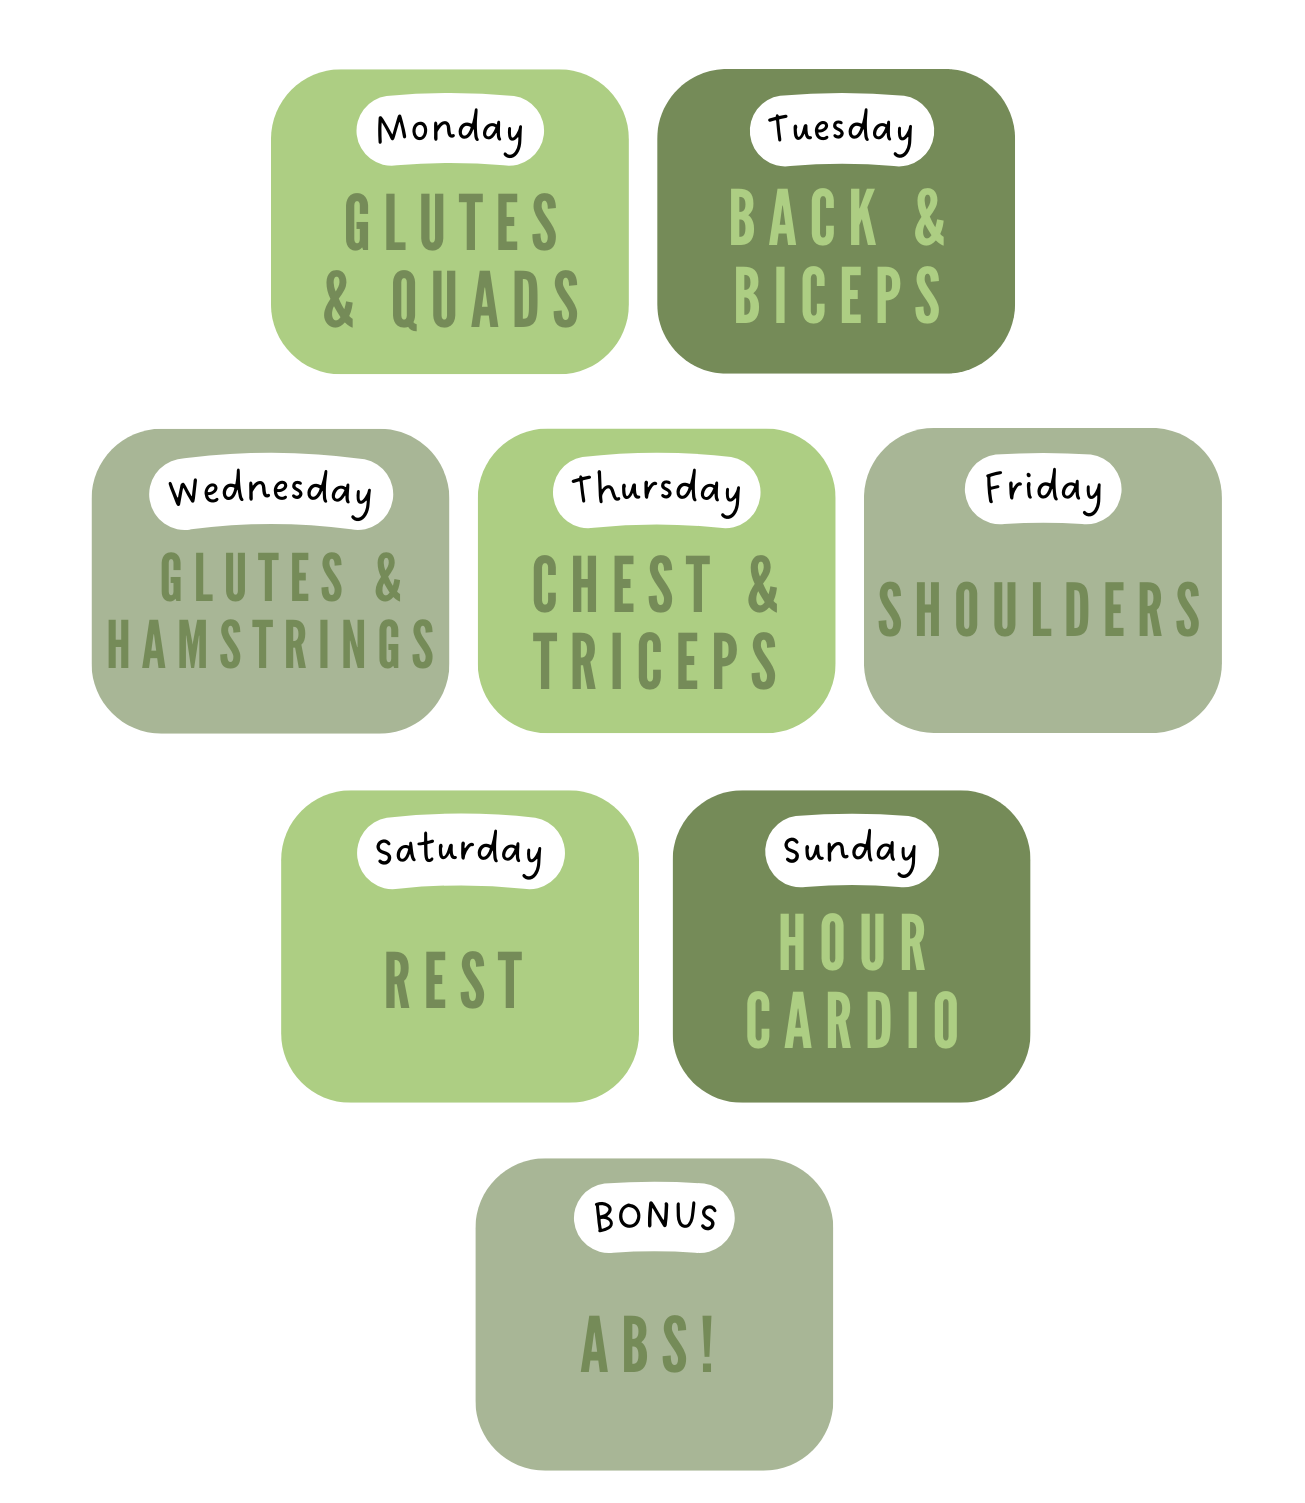 Monday
GLUTES
& QUADS
Tuesday
BACK &
BICEPS
Wednesday
GLUTES &
HAMSTRINGS
Thursday
CHEST &
TRICEPS
Friday
SHOULDERS
Saturday
REST
Sunday
HOUR
CARDIO
BONUS
ABS!